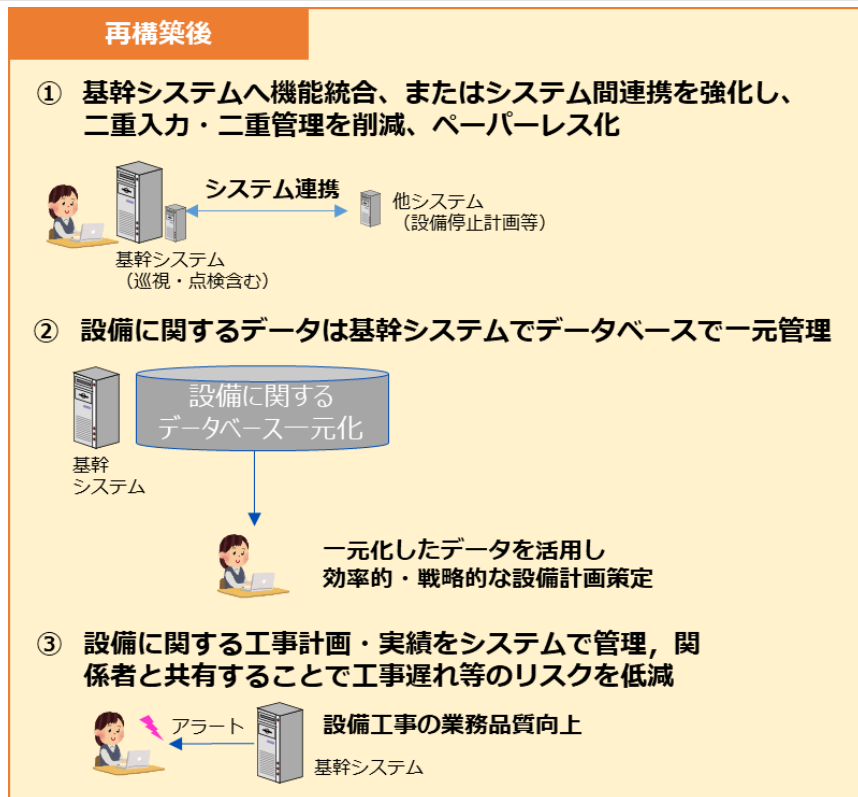 再構築後
① 基幹システムへ機能統合、またはシステム間連携を強化し、
二重入力・二重管理を削減、ペーパーレス化
システム連携
他システム
（設備停止計画等）
基幹システム
（巡視・点検含む）
② 設備に関するデータは基幹システムでデータベースで一元管理
設備に関する
データベース一元化
基幹
システム
一元化したデータを活用し
効率的・戦略的な設備計画策定
③ 設備に関する工事計画・実績をシステムで管理，関
係者と共有することで工事遅れ等のリスクを低減
アラート
設備工事の業務品質向上
基幹システム